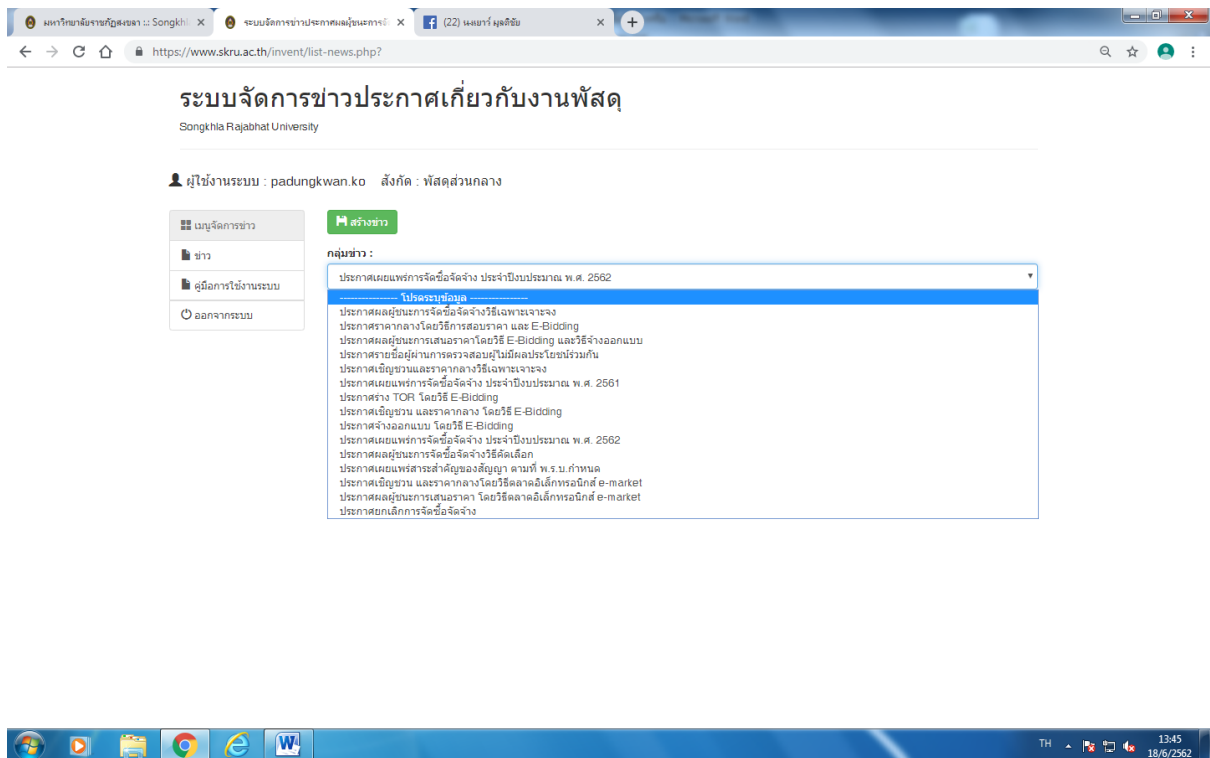 มหาวิทยาลัยราชภัฏสงขลา ::: Songkhl
ระบบจัดการข่าวประกาศผลผู้ชนะการจั
(22) นงเยาว์ มุลดิชัย
https://www.skru.ac.th/invent/list-news.php?
ระบบจัดการข่าวประกาศเกี่ยวกับงานพัสดุ
Songkhla Rajabhat University
ผู้ใช้งานระบบ : padungkwan.ko สังกัด : พัสดุส่วนกลาง
เมนูจัดการข่าว
ข่าว
คู่มือการใช้งานระบบ
ออกจากระบบ
สร้างข่าว
กลุ่มข่าว :
ประกาศเผยแพร่การจัดซื้อจัดจ้าง ประจำปีงบประมาณ พ.ศ. 2562
---------------- โปรดระบุข้อมูล ----------------
ประกาศผลผู้ชนะการจัดซื้อจัดจ้างวิธีเฉพาะเจาะจง
ประกาศราคากลางโดยวิธีการสอบราคา และ E-Bidding
ประกาศผลผู้ชนะการเสนอราคาโดยวิธี E-Bidding และวิธีจ้างออกแบบ
ประกาศรายชื่อผู้ผ่านการตรวจสอบผู้ไม่มีผลประโยชน์ร่วมกัน
ประกาศเชิญชวนและราคากลางวิธีเฉพาะเจาะจง
ประกาศเผยแพร่การจัดซื้อจัดจ้าง ประจำปีงบประมาณ พ.ศ. 2561
ประกาศร่าง TOR โดยวิธี E-Bidding
ประกาศเชิญชวน และราคากลาง โดยวิธี E-Bidding
ประกาศจ้างออกแบบ โดยวิธี E-Bidding
ประกาศเผยแพร่การจัดซื้อจัดจ้าง ประจำปีงบประมาณ พ.ศ. 2562
ประกาศผลผู้ชนะการจัดซื้อจัดจ้างวิธีคัดเลือก
ประกาศเผยแพร่สาระสำคัญของสัญญา ตามที่ พ.ร.บ.กำหนด
ประกาศเชิญชวน และราคากลางโดยวิธีตลาดอิเล็กทรอนิกส์ e-market
ประกาศผลผู้ชนะการเสนอราคา โดยวิธีตลาดอิเล็กทรอนิกส์ e-market
ประกาศยกเลิกการจัดซื้อจัดจ้าง
TH
13:45
18/6/2562